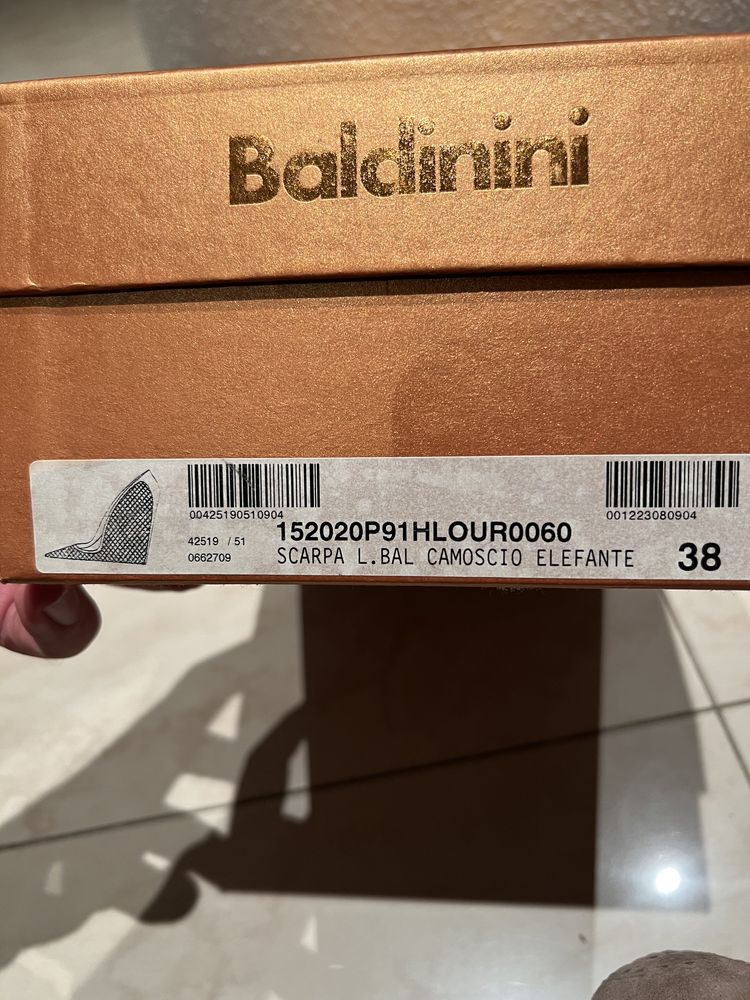 Baldinini
00425190510904
001223080904
42519 / 51
152020P91HLOUR0060
0662709
SCARPA L.BAL CAMOSCIO ELEFANTE
38